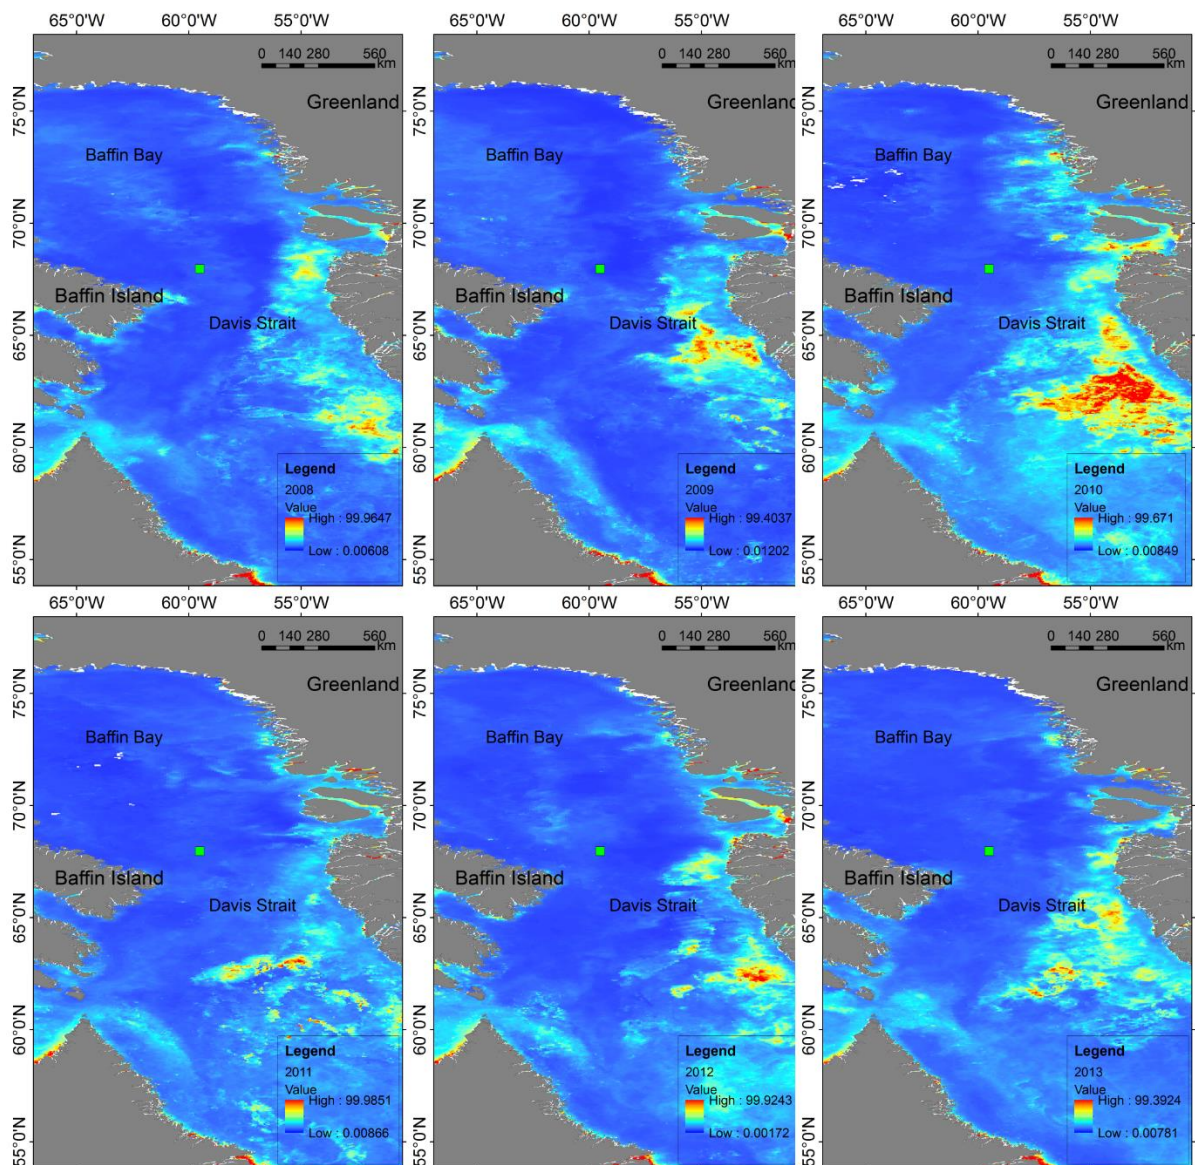 65°0'W 60°0'W 55°0'W 65°0'W 60°0'W 55°0'W 65°0'W 60°0'W 55°0'W
0 140 280 560
km
Greenland
75°0'N
Baffin Bay
70°0'N
Baffin Island
Davis Strait
65°0'N
60°0'N
Legend
2008
Value
High : 99.9647
Low : 0.00608
55°0'N
0 140 280 560
km
Greenland
75°0'N
Baffin Bay
70°0'N
Baffin Island
Davis Strait
65°0'N
60°0'N
Legend
2009
Value
High : 99.4037
Low : 0.01202
55°0'N
0 140 280 560
km
Greenland
75°0'N
Baffin Bay
70°0'N
Baffin Island
Davis Strait
65°0'N
60°0'N
Legend
2010
Value
High : 99.671
Low : 0.00849
55°0'N
65°0'W 60°0'W 55°0'W 65°0'W 60°0'W 55°0'W 65°0'W 60°0'W 55°0'W
0 140 280 560
km
Greenland
75°0'N
Baffin Bay
70°0'N
Baffin Island
Davis Strait
65°0'N
60°0'N
Legend
2011
Value
High : 99.9851
Low : 0.00866
55°0'N
0 140 280 560
km
Greenland
75°0'N
Baffin Bay
70°0'N
Baffin Island
Davis Strait
65°0'N
60°0'N
Legend
2012
Value
High : 99.9243
Low : 0.00172
55°0'N
0 140 280 560
km
Greenland
75°0'N
Baffin Bay
70°0'N
Baffin Island
Davis Strait
65°0'N
60°0'N
Legend
2013
Value
High : 99.3924
Low : 0.00781
55°0'N